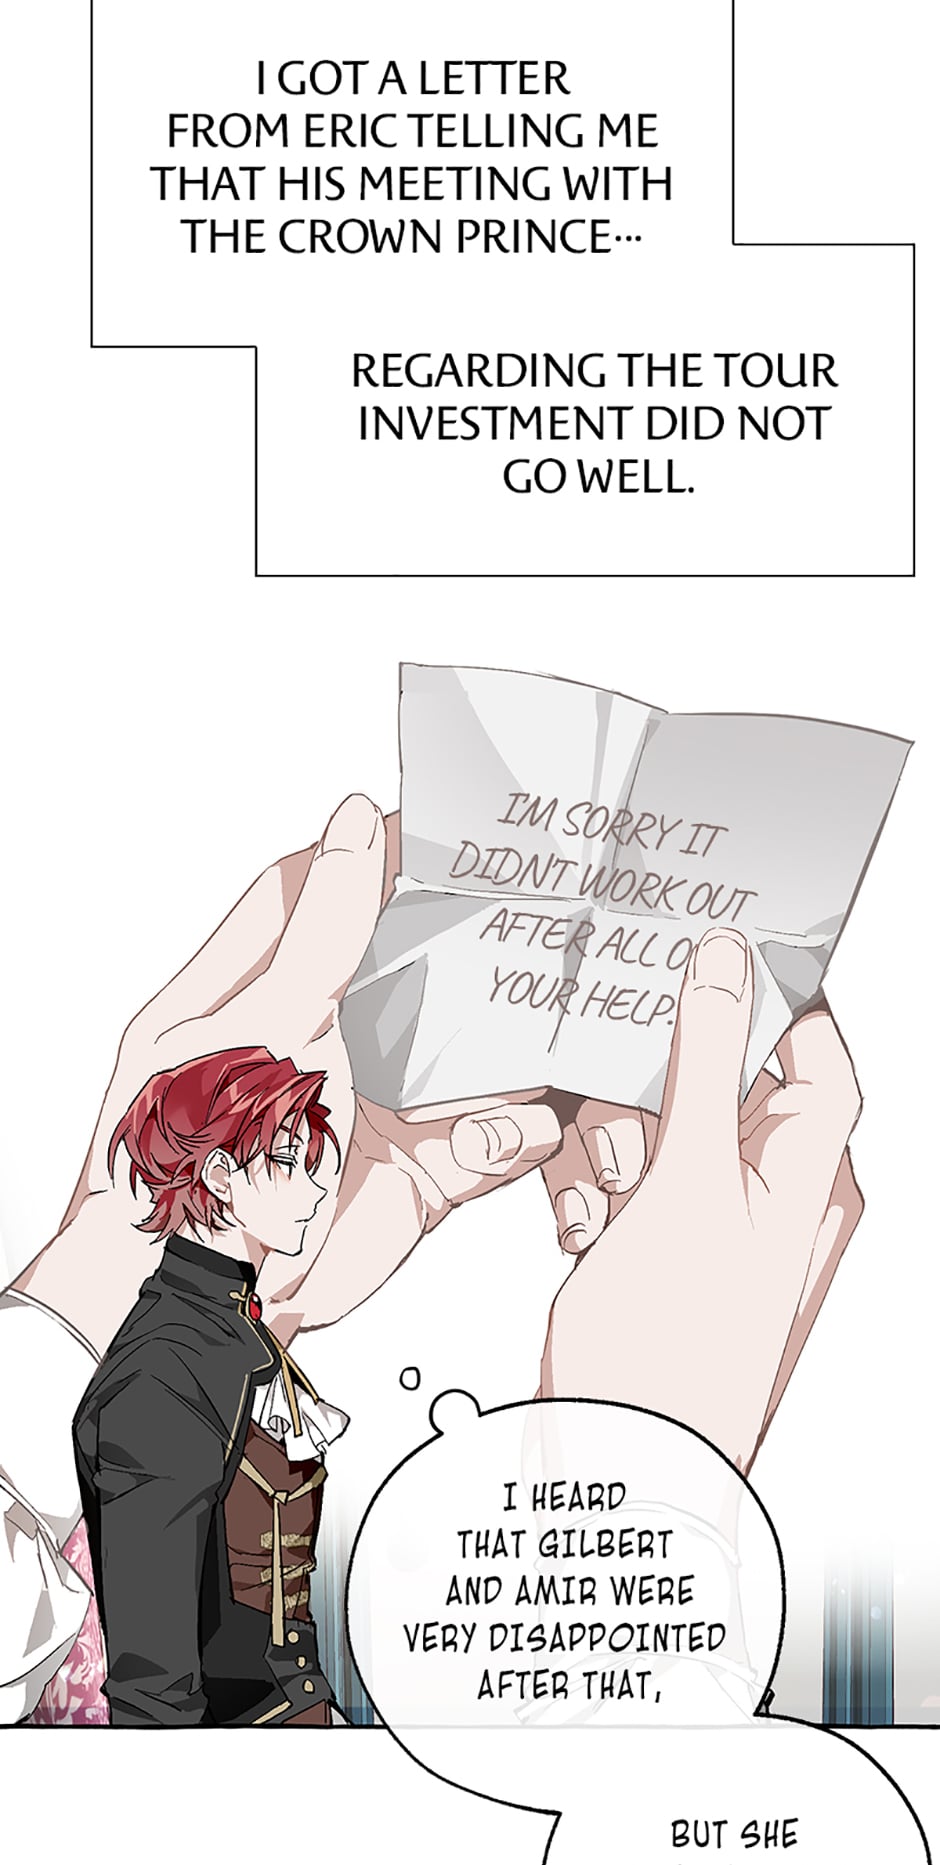 I GOT A LETTER
FROM ERIC TELLING ME
THAT HIS MEETING WITH
THE CROWN PRINCE…
REGARDING THE TOUR
INVESTMENT DID NOT
GO WELL.
I'M SORRY IT
DIDN'T WORK OUT
AFTER ALL O
YOUR HELP.
I HEARD
THAT GILBERT
AND AMIR WERE
VERY DISAPPOINTED
AFTER THAT,
BUT SHE